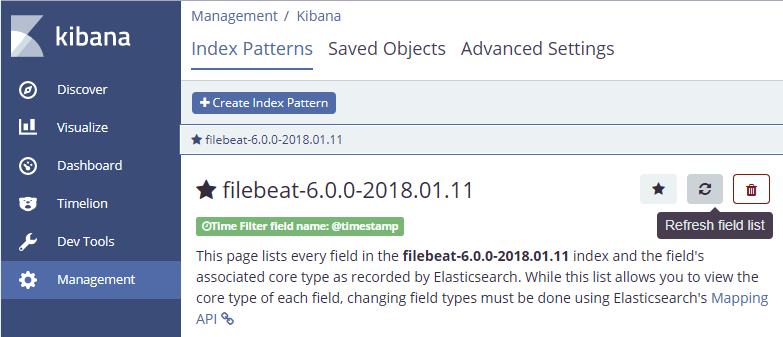 kibana
Discover
Visualize
Dashboard
Timelion
Dev Tools
Management
Management / Kibana
Index Patterns Saved Objects Advanced Settings
Create Index Pattern
filebeat-6.0.0-2018.01.11
filebeat-6.0.0-2018.01.11
Refresh field list
Time Filter field name: @timestamp
This page lists every field in the filebeat-6.0.0-2018.01.11 index and the field's
associated core type as recorded by Elasticsearch. While this list allows you to view the
core type of each field, changing field types must be done using Elasticsearch's Mapping
API